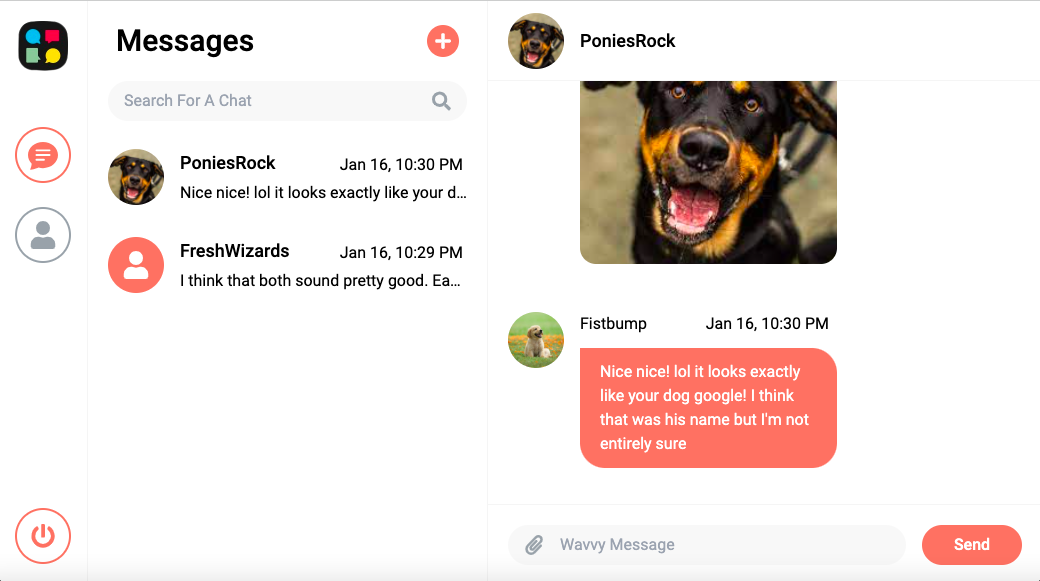 Messages
Search For A Chat
PoniesRock
Jan 16, 10:30 PM
Nice nice! lol it looks exactly like your d...
FreshWizards
Jan 16, 10:29 PM
I think that both sound pretty good. Ea...
PoniesRock
Fistbump
Jan 16, 10:30 PM
Nice nice! lol it looks exactly
like your dog google! I think
that was his name but I'm not
entirely sure
Wavvy Message
Send